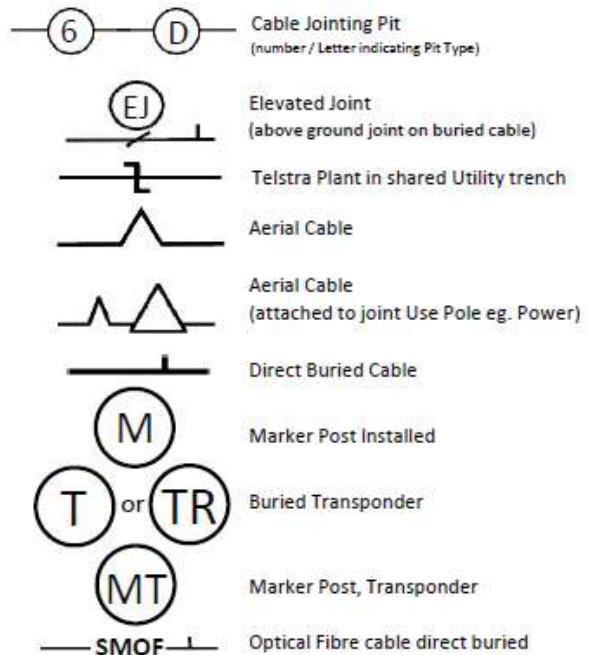 6 D Cable Jointing Pit
(number / Letter indicating Pit Type)
EJ Elevated Joint
(above ground joint on buried cable)
Telstra Plant in shared Utility trench
Aerial Cable
Aerial Cable
(attached to joint Use Pole eg. Power)
Direct Buried Cable
M Marker Post Installed
T or TR Buried Transponder
MT Marker Post, Transponder
SMOF Optical Fibre cable direct buried